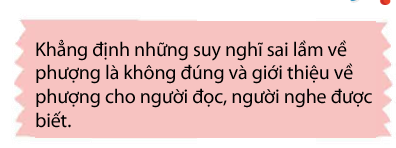 Khẳng định những suy nghĩ sai lầm về
phượng là không đúng và giới thiệu về
phượng cho người đọc, người nghe được
biết.